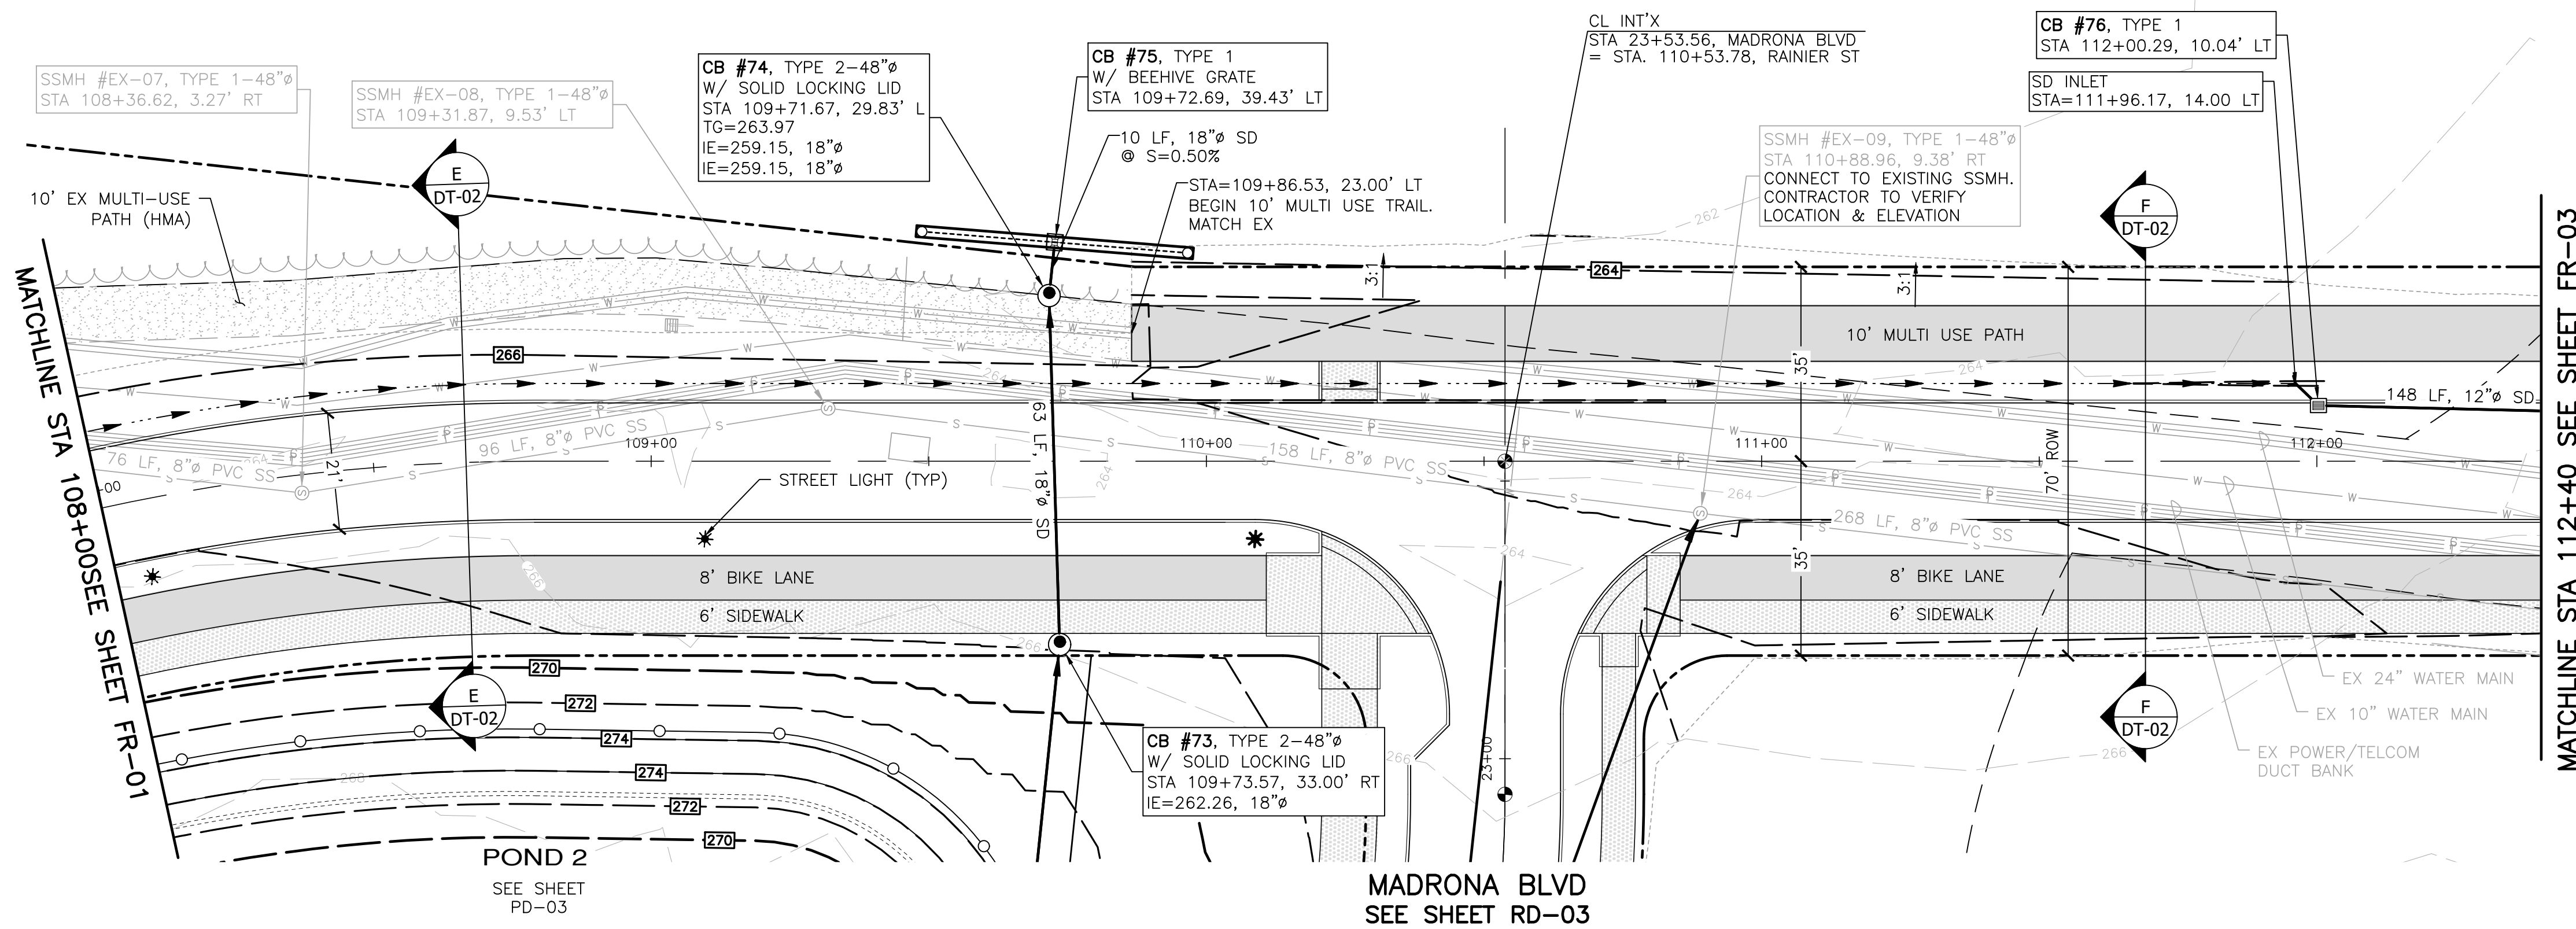 SSMH #EX-07, TYPE 1-48"ø
STA 108+36.62, 3.27' RT
SSMH #EX-08, TYPE 1-48"ø
STA 109+31.87, 9.53' LT
CB #74, TYPE 2-48"ø
W/ SOLID LOCKING LID
STA 109+71.67, 29.83' L
TG=263.97
IE=259.15, 18"ø
IE=259.15, 18"ø
CB #75, TYPE 1
W/ BEEHIVE GRATE
STA 109+72.69, 39.43' LT
10 LF, 18"ø SD
@ S=0.50%
STA=109+86.53, 23.00' LT
BEGIN 10' MULTI USE TRAIL.
MATCH EX
CL INT'X
STA 23+53.56, MADRONA BLVD
= STA. 110+53.78, RAINIER ST
SSMH #EX-09, TYPE 1-48"ø
STA 110+88.96, 9.38' RT
CONNECT TO EXISTING SSMH.
CONTRACTOR TO VERIFY
LOCATION & ELEVATION
CB #76, TYPE 1
STA 112+00.29, 10.04' LT
SD INLET
STA=111+96.17, 14.00 LT
E
DT-02
F
DT-02
10' EX MULTI-USE
PATH (HMA)
262
264
3:1
3:1
10' MULTI USE PATH
266
264
264
35'
148 LF, 12"ø SD
MATCHLINE STA 108+00SEE SHEET FR-01
MATCHLINE STA 112+40 SEE SHEET FR-03
76 LF, 8"ø PVC SS
264
96 LF, 8"ø PVC SS
109+00
110+00
111+00
112+00
+00
21'
63 LF, 18"ø SD
158 LF, 8"ø PVC SS
264
264
70' ROW
STREET LIGHT (TYP)
268 LF, 8"ø PVC SS
264
35'
266
8' BIKE LANE
6' SIDEWALK
8' BIKE LANE
6' SIDEWALK
266
270
272
274
274
272
270
268
E
DT-02
F
DT-02
CB #73, TYPE 2-48"ø
W/ SOLID LOCKING LID
STA 109+73.57, 33.00' RT
IE=262.26, 18"ø
266
23+00
266
EX 24" WATER MAIN
EX 10" WATER MAIN
EX POWER/TELCOM
DUCT BANK
POND 2
SEE SHEET
PD-03
MADRONA BLVD
SEE SHEET RD-03